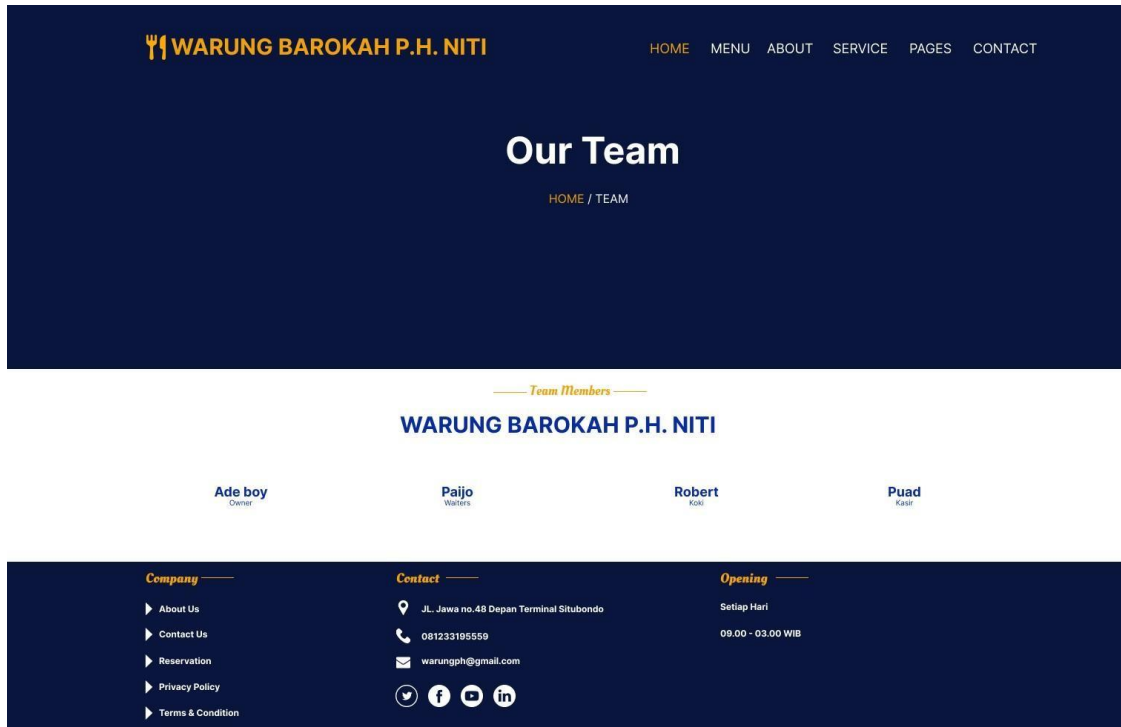 WARUNG BAROKAH P.H. NITI
HOME MENU ABOUT SERVICE PAGES CONTACT
Our Team
HOME / TEAM
Team Members
WARUNG BAROKAH P.H. NITI
Ade boy
Owner
Paijo
Waiters
Robert
Koki
Puad
Kasir
Company
About Us
Contact Us
Reservation
Privacy Policy
Terms & Condition
Contact
JL. Jawa no.48 Depan Terminal Situbondo
081233195559
warungph@gmail.com
Opening
Setiap Hari
09.00 - 03.00 WIB